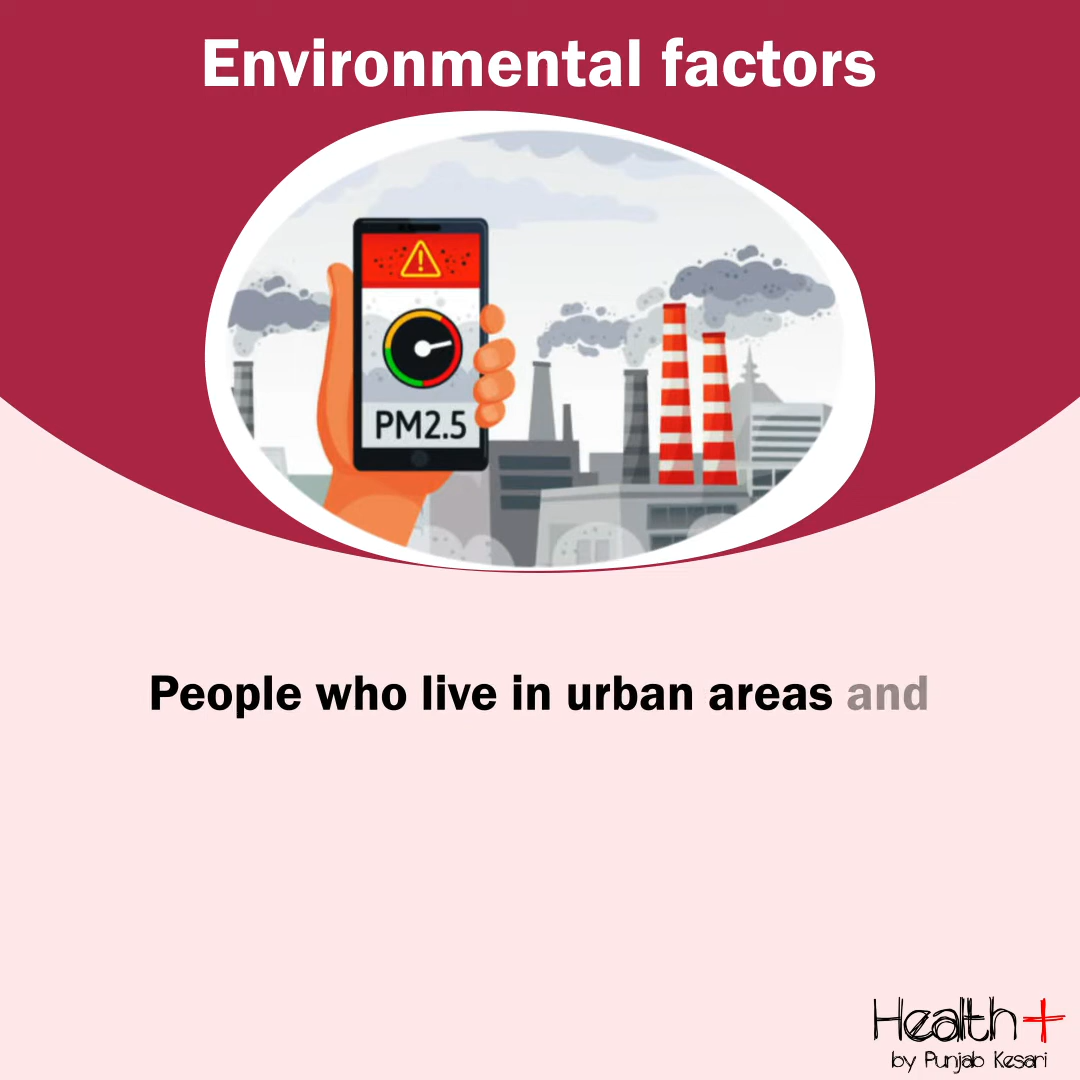 Environmental factors
PM2.5
People who live in urban areas and
Health+
by Punjab Kesari